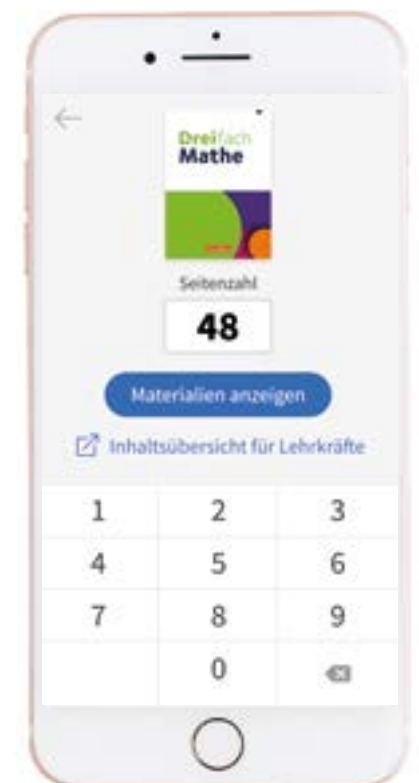 Dreifach
Mathe
Seitenzahl
48
Materialien anzeigen
Inhaltsübersicht für Lehrkräfte
1 2 3
4 5 6
7 8 9
0